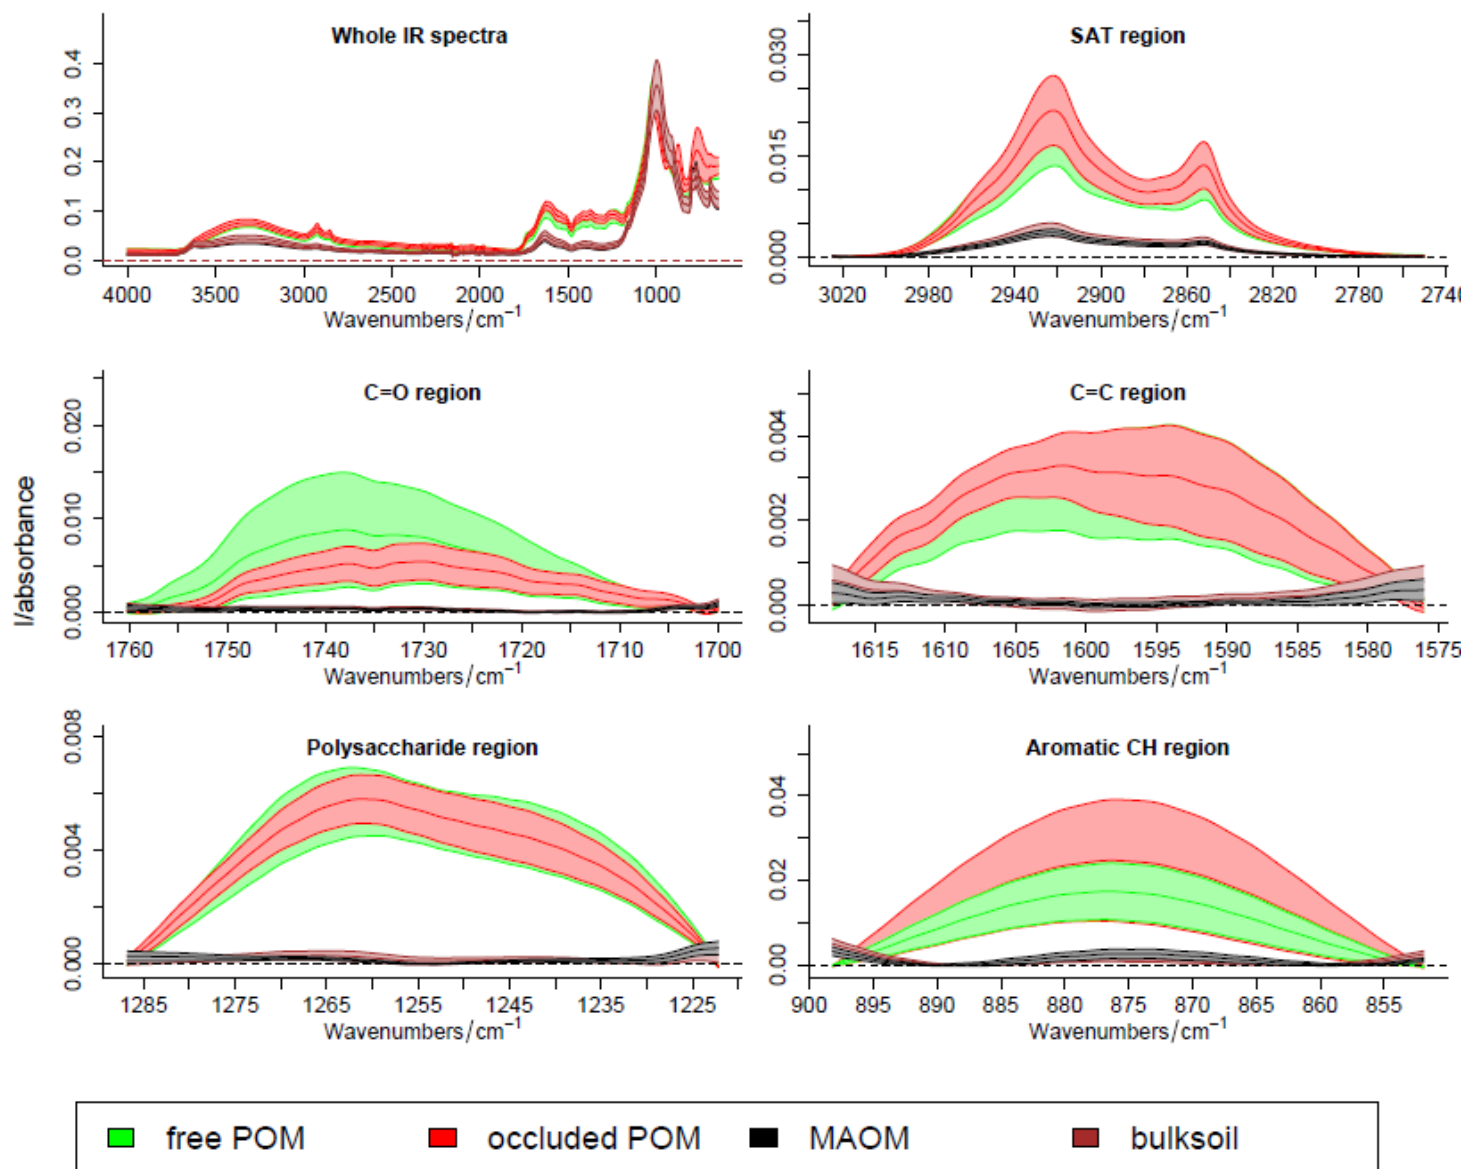 Whole IR spectra
0.0 0.1 0.2 0.3 0.4
4000 3500 3000 2500 2000 1500 1000
Wavenumbers/cm⁻¹
SAT region
0.000 0.015 0.030
3020 2980 2940 2900 2860 2820 2780 2740
Wavenumbers/cm⁻¹
I/absorbance
C=O region
0.000 0.010 0.020
1760 1750 1740 1730 1720 1710 1700
Wavenumbers/cm⁻¹
C=C region
0.000 0.002 0.004
1615 1610 1605 1600 1595 1590 1585 1580 1575
Wavenumbers/cm⁻¹
Polysaccharide region
0.000 0.004 0.008
1285 1275 1265 1255 1245 1235 1225
Wavenumbers/cm⁻¹
Aromatic CH region
0.00 0.02 0.04
900 895 890 885 880 875 870 865 860 855
Wavenumbers/cm⁻¹
free POM occluded POM MAOM bulksoil